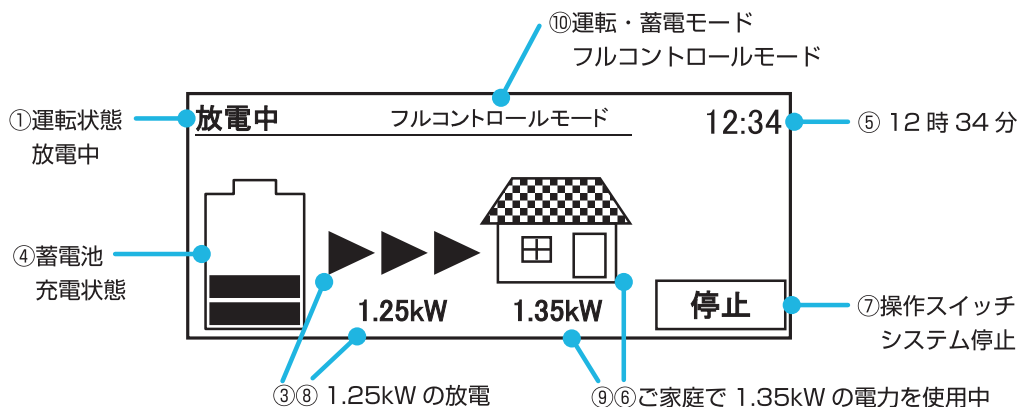 ⑩運転・蓄電モード
フルコントロールモード
①運転状態
放電中
放電中
フルコントロールモード
12:34
⑤ 12 時 34 分
④蓄電池
充電状態
1.25kW
1.35kW
停止
⑦操作スイッチ
システム停止
③⑧ 1.25kW の放電
⑨⑥ご家庭で 1.35kW の電力を使用中